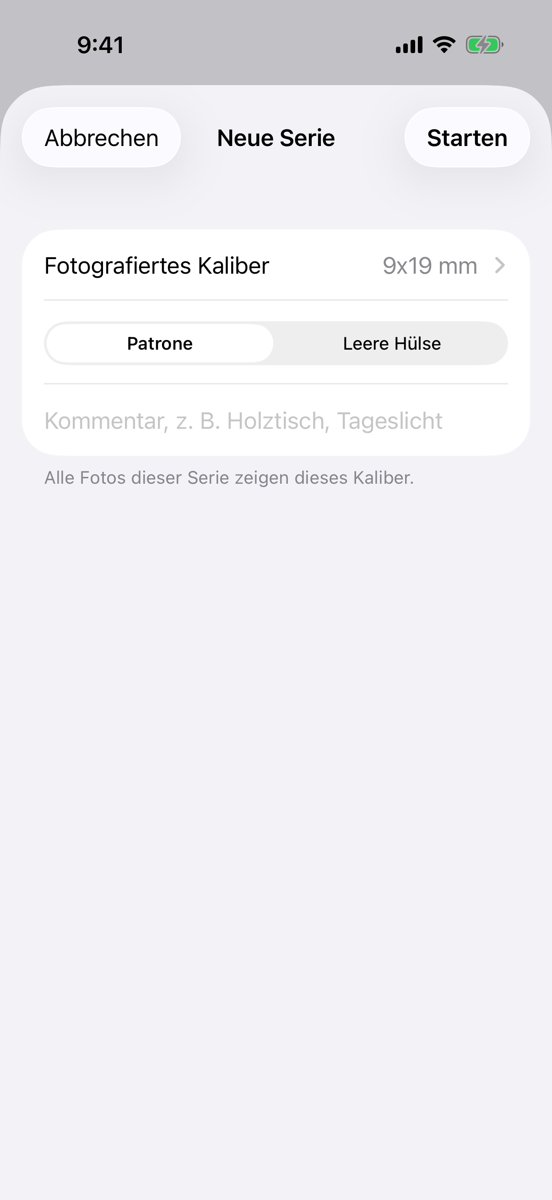 9:41
Abbrechen Neue Serie Starten
Fotografiertes Kaliber 9x19 mm
Patrone Leere Hülse
Kommentar, z. B. Holztisch, Tageslicht
Alle Fotos dieser Serie zeigen dieses Kaliber.